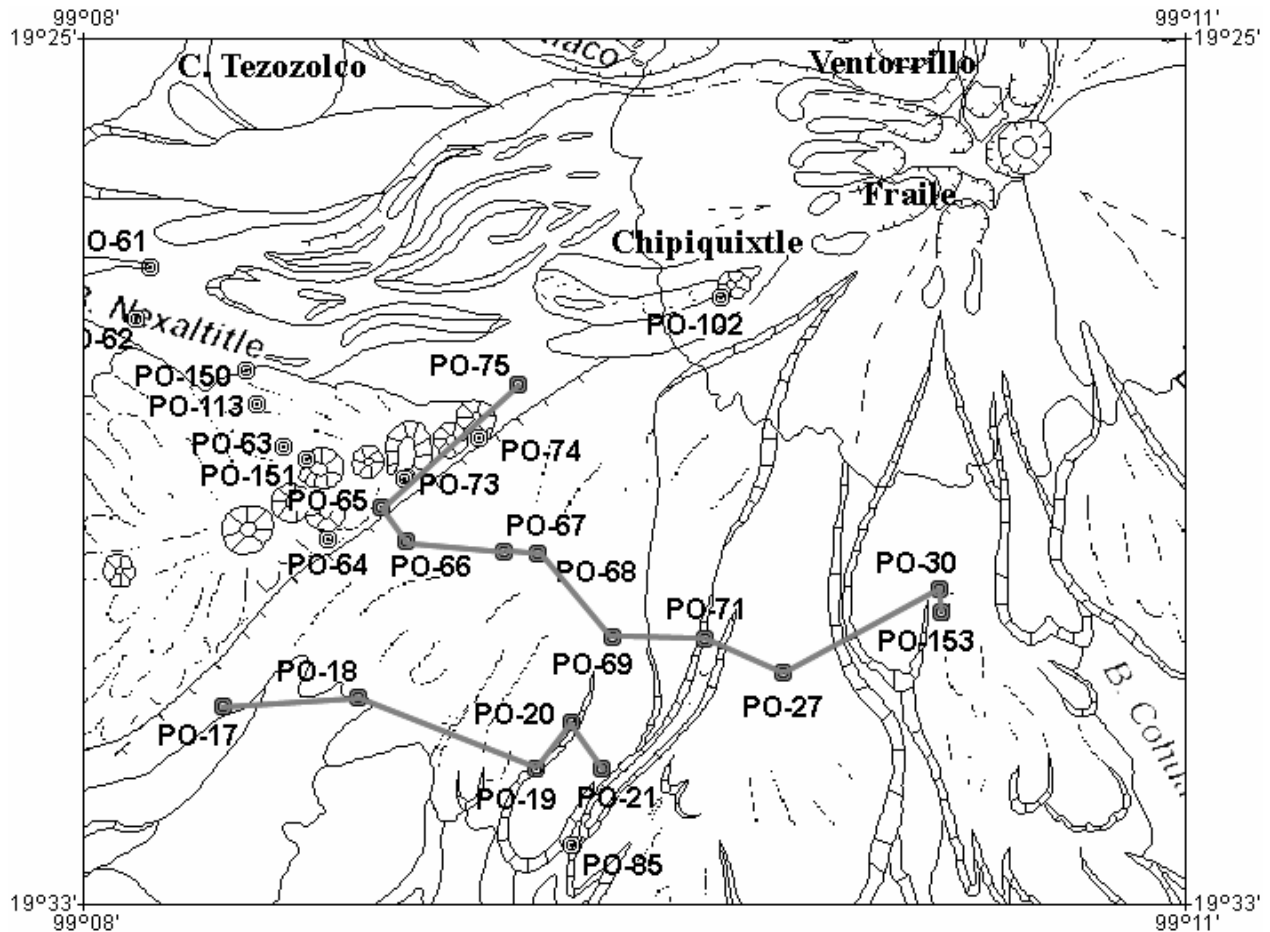 99°08'
99°11'
19°25'
19°25'
C. Tezozolco
Ventorrillo
Fraile
O-61
Chipiquixtle
Nexaltitle
PO-102
O-62
PO-75
PO-150
PO-113
PO-63
PO-74
PO-151
PO-73
PO-65
PO-67
PO-64
PO-66
PO-68
PO-30
PO-71
PO-153
PO-18
PO-69
PO-27
PO-20
PO-17
B. Cohu
PO-19
PO-21
PO-85
19°33'
19°33'
99°08'
99°11'